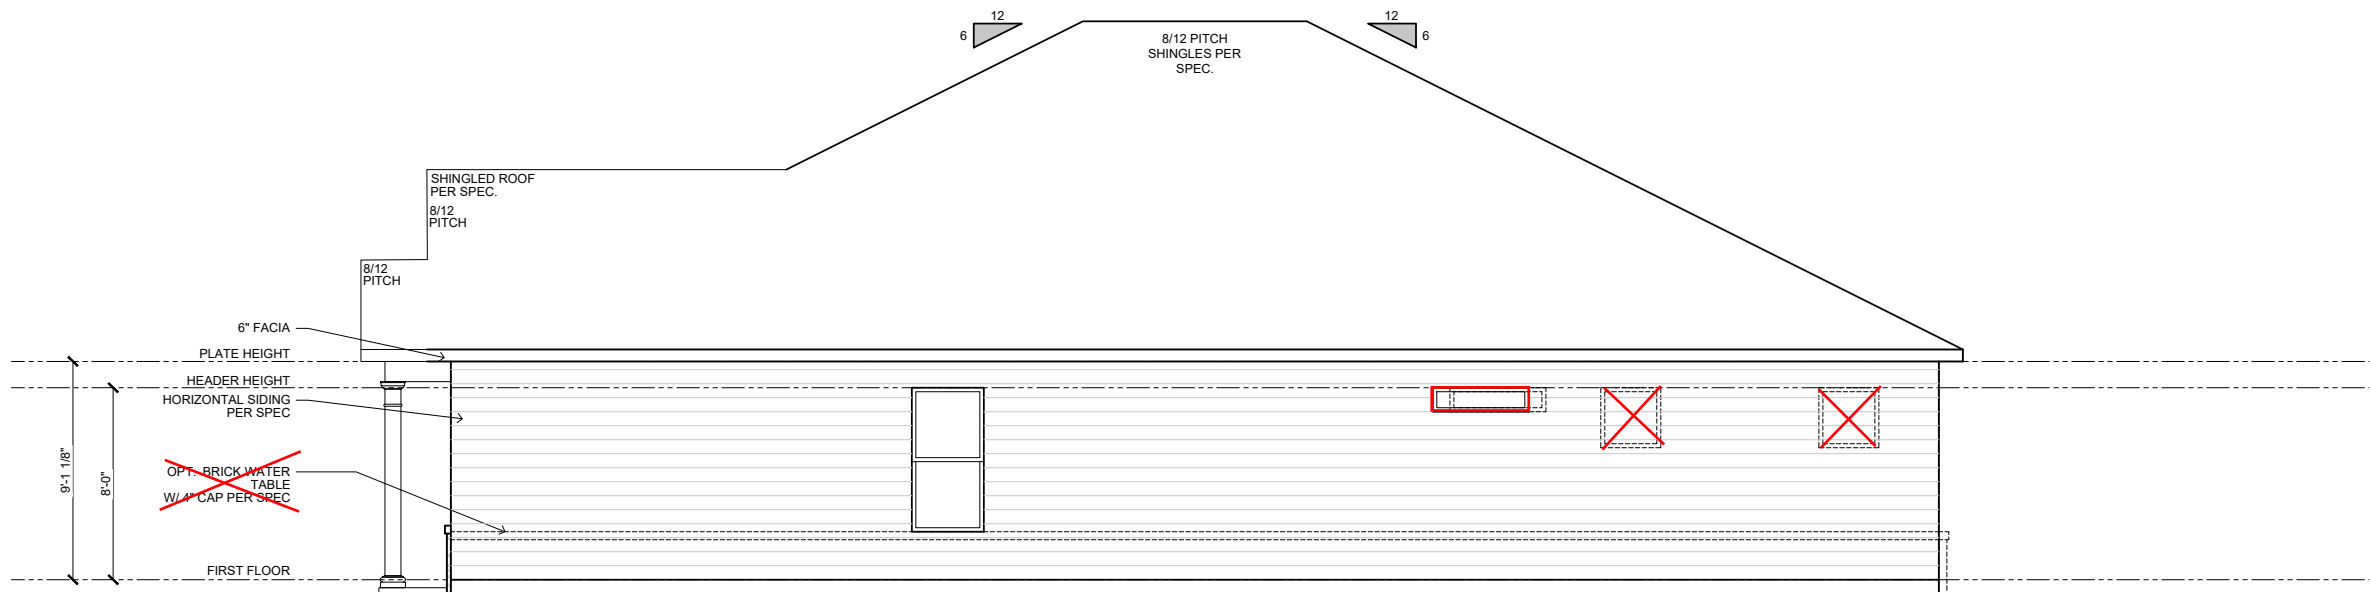 12
6
8/12 PITCH
SHINGLES PER
SPEC.
12
6
SHINGLED ROOF
PER SPEC.
8/12
PITCH
8/12
PITCH
6" FACIA
PLATE HEIGHT
HEADER HEIGHT
HORIZONTAL SIDING
PER SPEC
OPT. BRICK WATER
TABLE
W/ 4" CAP PER SPEC
FIRST FLOOR
9'-1 1/8"
8'-0"